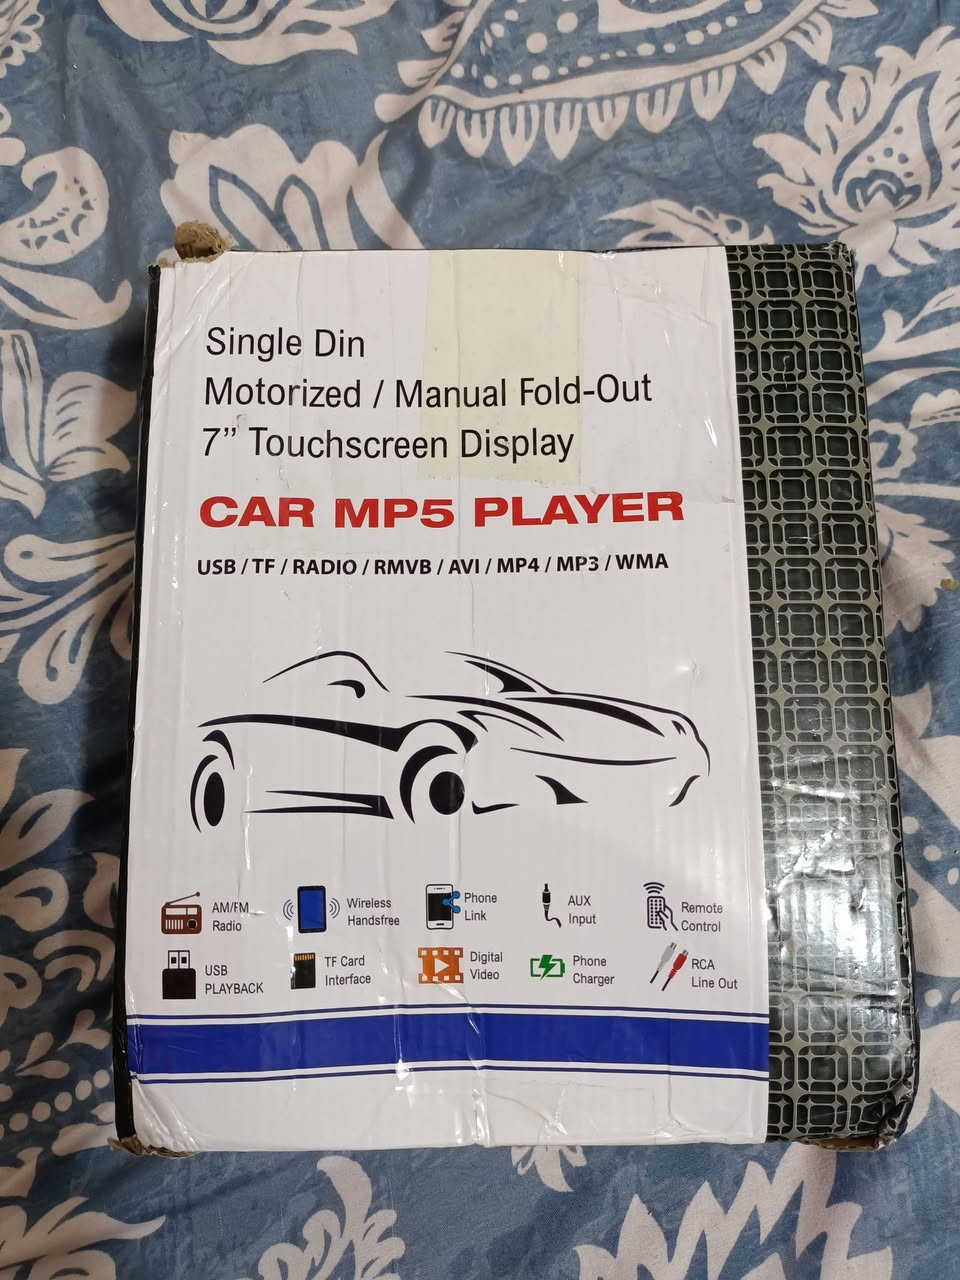 Single Din
Motorized / Manual Fold-Out
7” Touchscreen Display
CAR MP5 PLAYER
USB / TF / RADIO / RMVB / AVI / MP4 / MP3 / WMA
AM/FM
Radio
Wireless
Handsfree
Phone
Link
AUX
Input
Remote
Control
USB
PLAYBACK
TF Card
Interface
Digital
Video
Phone
Charger
RCA
Line Out